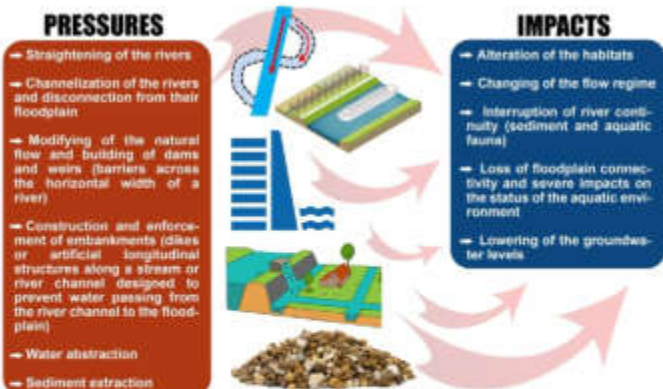 PRESSURES
→ Straightening of the rivers
→ Channelization of the rivers
and disconnection from their
floodplain
→ Modifying of the natural
flow and building of dams
and weirs (barriers across
the horizontal width of a
river)
→ Construction and enforce-
ment of embankments (dikes
or artificial longitudinal
structures along a stream or
river channel designed to
prevent water passing from
the river channel to the flood-
plain)
→ Water abstraction
→ Sediment extraction
IMPACTS
→ Alteration of the habitats
→ Changing of the flow regime
→ Interruption of river conti-
nuity (sediment and aquatic
fauna)
→ Loss of floodplain connec-
tivity and severe impacts on
the status of the aquatic envi-
ronment
→ Lowering of the groundwa-
ter levels